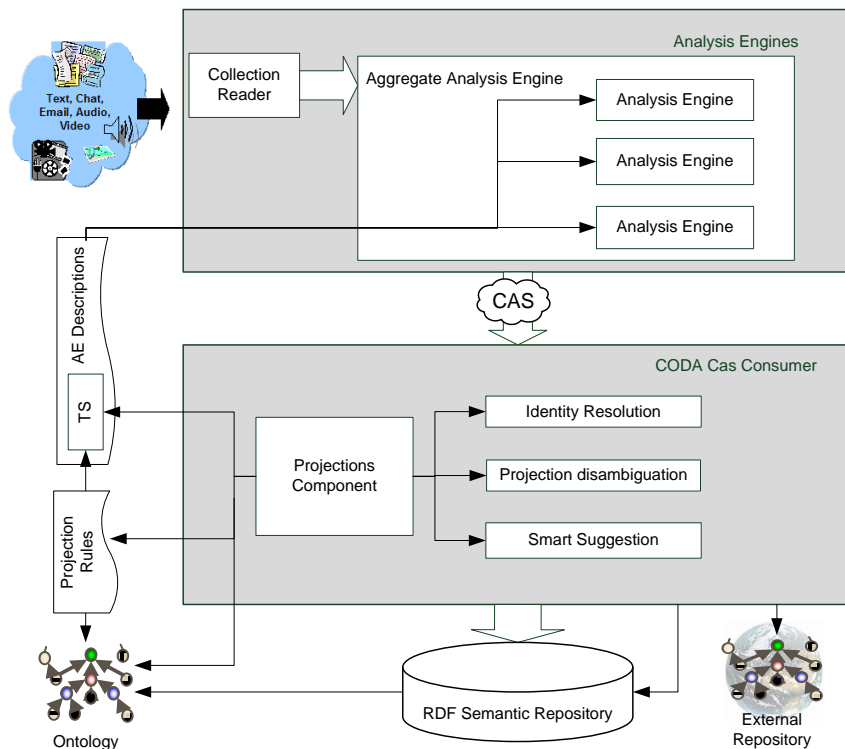 Analysis Engines
Text, Chat,
Email, Audio,
Video
Collection
Reader
Aggregate Analysis Engine
Analysis Engine
Analysis Engine
Analysis Engine
AE Descriptions
TS
CAS
CODA Cas Consumer
Projections
Component
Identity Resolution
Projection disambiguation
Smart Suggestion
Projection
Rules
Ontology
RDF Semantic Repository
External
Repository